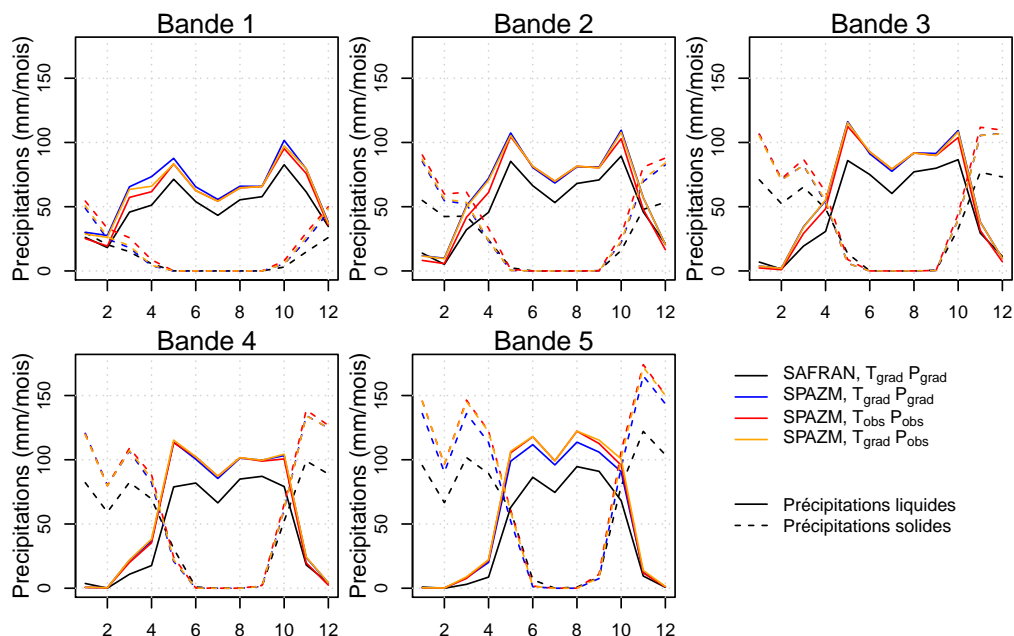 Bande 1
Bande 2
Bande 3
Precipitations (mm/mois)
0 50 100 150
2 4 6 8 10 12
Precipitations (mm/mois)
0 50 100 150
2 4 6 8 10 12
Precipitations (mm/mois)
0 50 100 150
2 4 6 8 10 12
Bande 4
Bande 5
Precipitations (mm/mois)
0 50 100 150
2 4 6 8 10 12
Precipitations (mm/mois)
0 50 100 150
2 4 6 8 10 12
SAFRAN, Tgrad Pgrad
SPAZM, Tgrad Pgrad
SPAZM, Tobs Pobs
SPAZM, Tgrad Pobs
Précipitations liquides
Précipitations solides